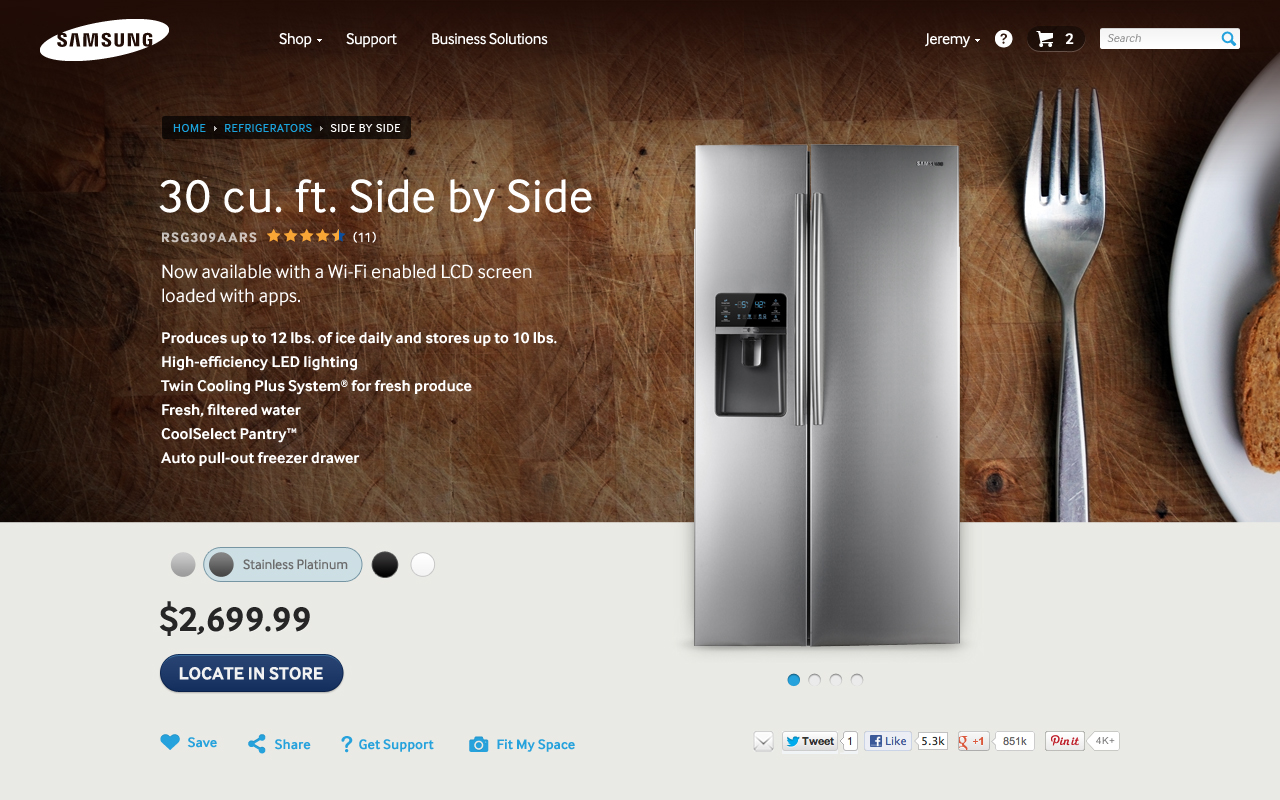 SAMSUNG
Shop
Support
Business Solutions
Jeremy
?
2
Search
HOME
REFRIGERATORS
SIDE BY SIDE
30 cu. ft. Side by Side
RSG309AARS
(11)
Now available with a Wi-Fi enabled LCD screen
loaded with apps.
Produces up to 12 lbs. of ice daily and stores up to 10 lbs.
High-efficiency LED lighting
Twin Cooling Plus System® for fresh produce
Fresh, filtered water
CoolSelect Pantry™
Auto pull-out freezer drawer
SAMSUNG
Stainless Platinum
$2,699.99
LOCATE IN STORE
Save
Share
? Get Support
Fit My Space
Tweet
1
Like
5.3k
g +1
851k
Pin it
4K+